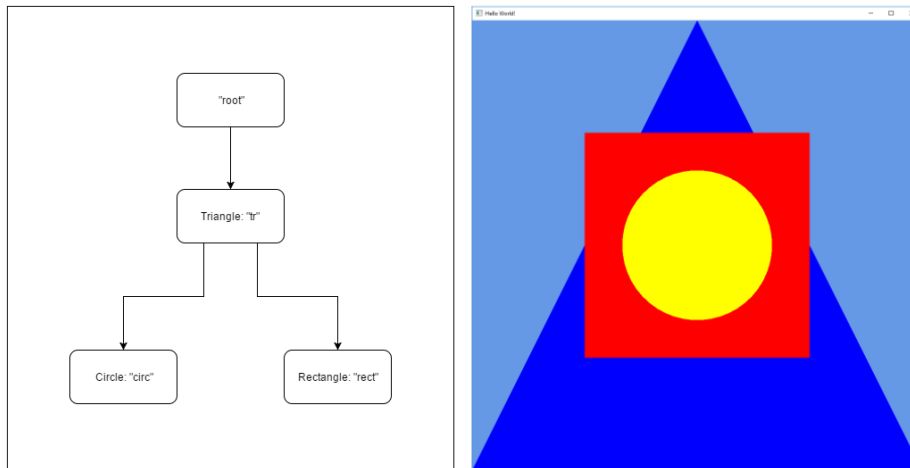 "root"
Triangle: "tr"
Circle: "circ"
Rectangle: "rect"
Hello World!